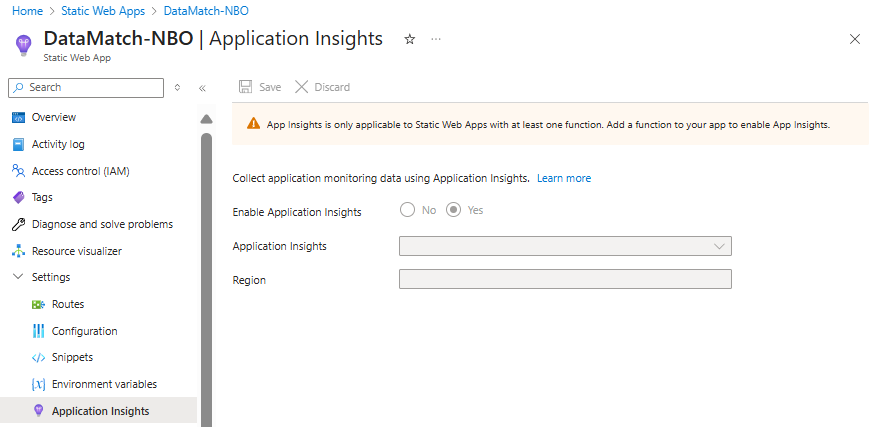 Home > Static Web Apps > DataMatch-NBO
DataMatch-NBO | Application Insights
Static Web App
Search
Save
Discard
App Insights is only applicable to Static Web Apps with at least one function. Add a function to your app to enable App Insights.
Overview
Activity log
Access control (IAM)
Tags
Diagnose and solve problems
Resource visualizer
Settings
Routes
Configuration
Snippets
Environment variables
Application Insights
Collect application monitoring data using Application Insights. Learn more
Enable Application Insights No Yes
Application Insights
Region